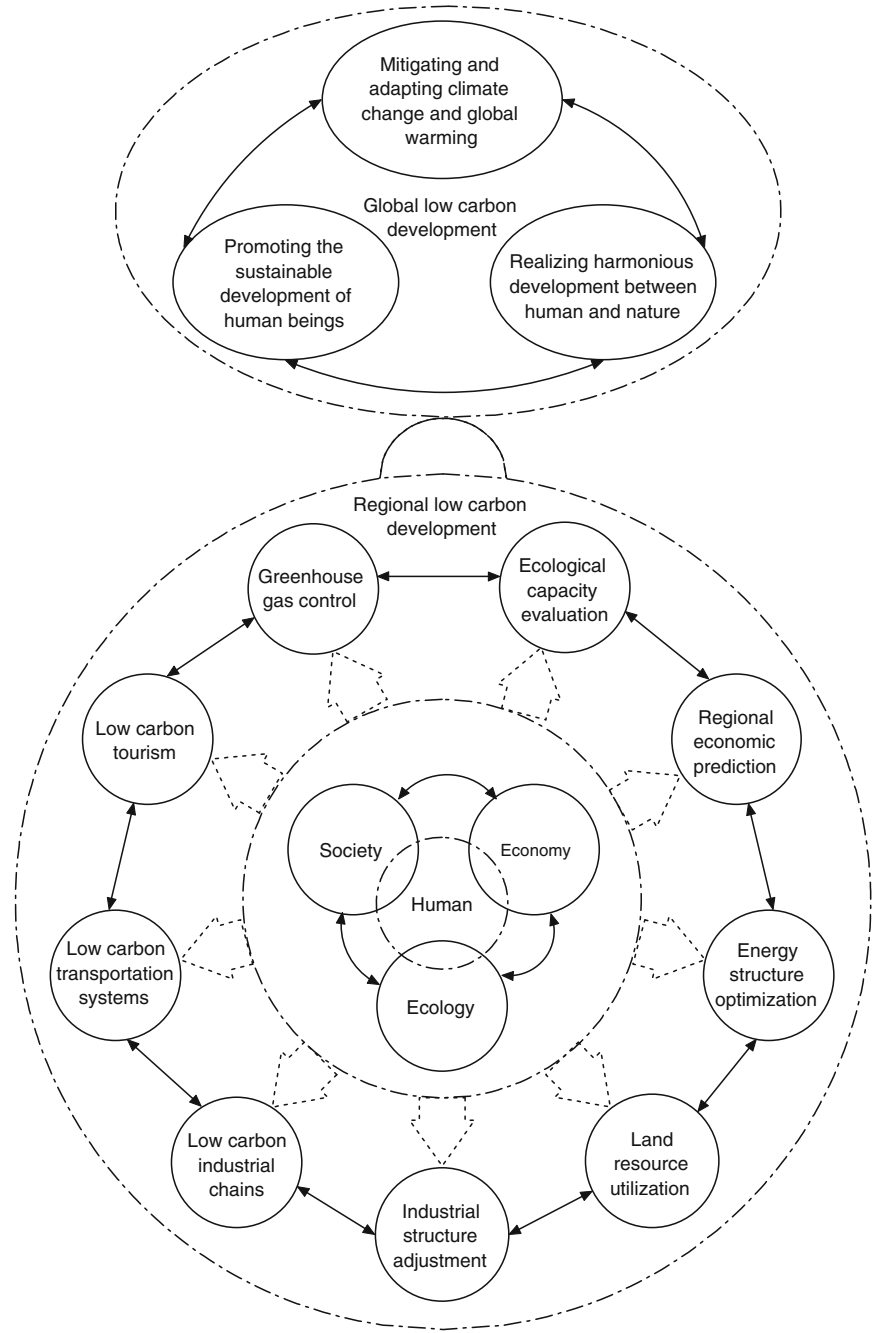 Mitigating and
adapting climate
change and global
warming
Global low carbon
development
Promoting the
sustainable
development of
human beings
Realizing harmonious
development between
human and nature
Regional low carbon
development
Greenhouse
gas control
Ecological
capacity
evaluation
Low carbon
tourism
Regional
economic
prediction
Society
Economy
Human
Ecology
Low carbon
transportation
systems
Energy
structure
optimization
Low carbon
industrial
chains
Land
resource
utilization
Industrial
structure
adjustment